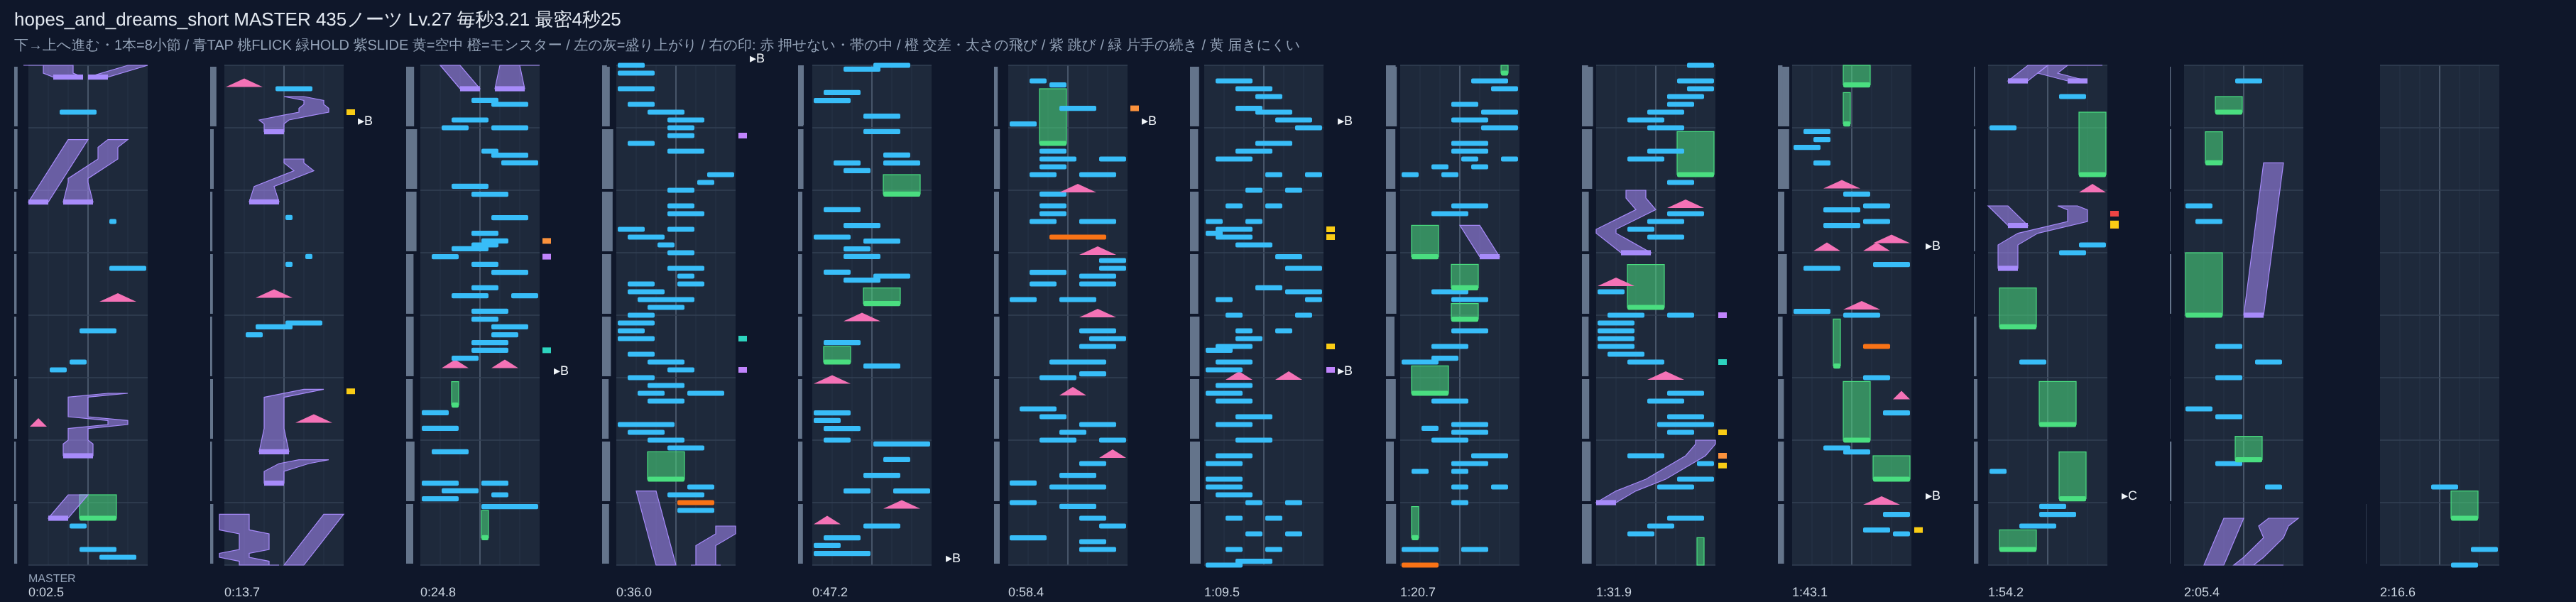 hopes_and_dreams_short MASTER 435ノーツ Lv.27 毎秒3.21 最密4秒25
下→上へ進む・1本=8小節 / 青TAP 桃FLICK 緑HOLD 紫SLIDE 黄=空中 橙=モンスター / 左の灰=盛り上がり / 右の印: 赤 押せない・帯の中 / 橙 交差・太さの飛び / 紫 跳び / 緑 片手の続き / 黄 届きにくい
▸B
▸B
▸B
▸B
▸B
▸B
▸B
▸B
▸B
▸C
▸B
MASTER
0:02.5 0:13.7 0:24.8 0:36.0 0:47.2 0:58.4 1:09.5 1:20.7 1:31.9 1:43.1 1:54.2 2:05.4 2:16.6